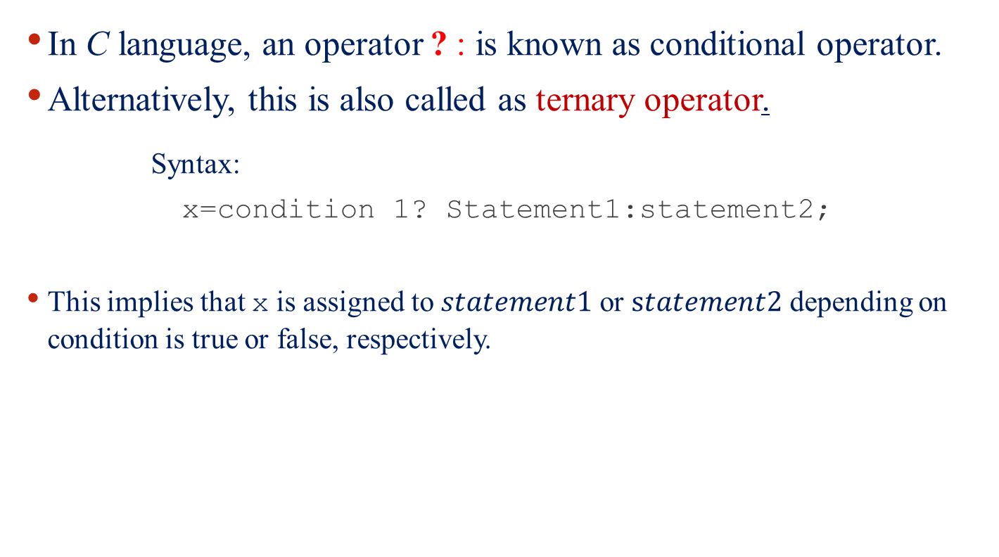 • In C language, an operator ? : is known as conditional operator.
• Alternatively, this is also called as ternary operator.
Syntax:
x=condition 1? Statement1:statement2;
• This implies that x is assigned to statement1 or statement2 depending on
condition is true or false, respectively.